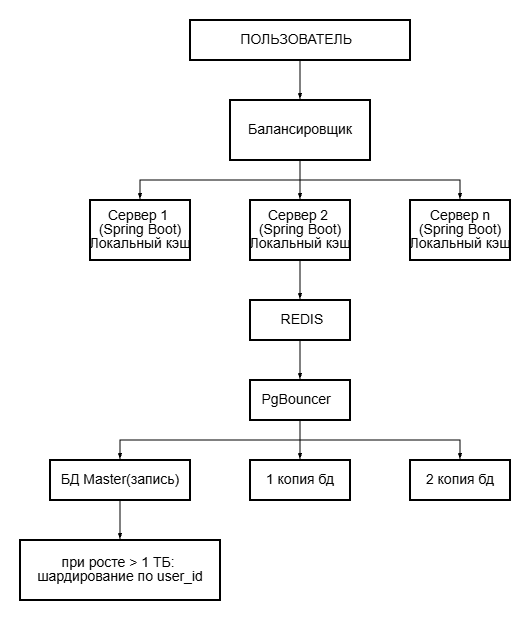 ПОЛЬЗОВАТЕЛЬ
Балансировщик
Сервер 1
(Spring Boot)
Локальный кэш
Сервер 2
(Spring Boot)
Локальный кэш
Сервер n
(Spring Boot)
Локальный кэш
REDIS
PgBouncer
БД Master(запись)
1 копия бд
2 копия бд
при росте > 1 ТБ:
шардирование по user_id